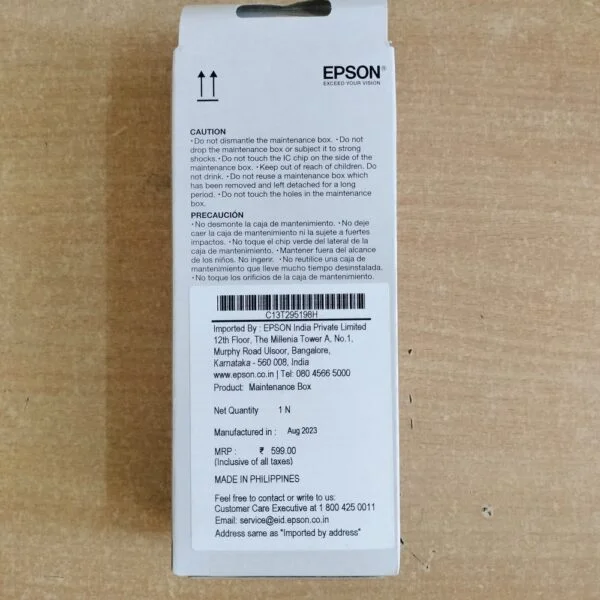 EPSON®
EXCEED YOUR VISION
CAUTION
•Do not dismantle the maintenance box. •Do not
drop the maintenance box or subject it to strong
shocks.•Do not touch the IC chip on the side of the
maintenance box. •Keep out of reach of children. Do
not drink. •Do not reuse a maintenance box which
has been removed and left detached for a long
period. •Do not touch the holes in the maintenance
box.
PRECAUCIÓN
•No desmonte la caja de mantenimiento. •No deje
caer la caja de mantenimiento ni la sujete a fuertes
impactos. •No toque el chip verde del lateral de la
caja de mantenimiento. •Mantener fuera del alcance
de los niños. No ingerir. •No reutilice una caja de
mantenimiento que lleve mucho tiempo desinstalada.
•No toque los orificios de la caja de mantenimiento.
C13T295198H
Imported By : EPSON India Private Limited
12th Floor, The Millenia Tower A, No.1,
Murphy Road Ulsoor, Bangalore,
Karnataka - 560 008, India
www.epson.co.in | Tel: 080 4566 5000
Product: Maintenance Box
Net Quantity 1 N
Manufactured in : Aug 2023
MRP : ₹ 599.00
(Inclusive of all taxes)
MADE IN PHILIPPINES
Feel free to contact or write to us:
Customer Care Executive at 1 800 425 0011
Email: service@eid.epson.co.in
Address same as "Imported by address"